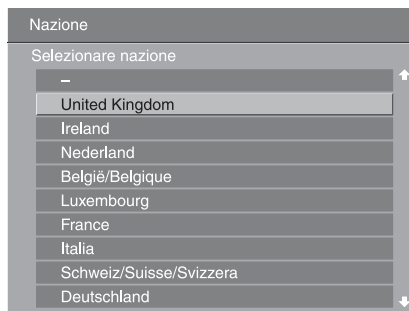 Nazione
Selezionare nazione
–
United Kingdom
Ireland
Nederland
België/Belgique
Luxembourg
France
Italia
Schweiz/Suisse/Svizzera
Deutschland